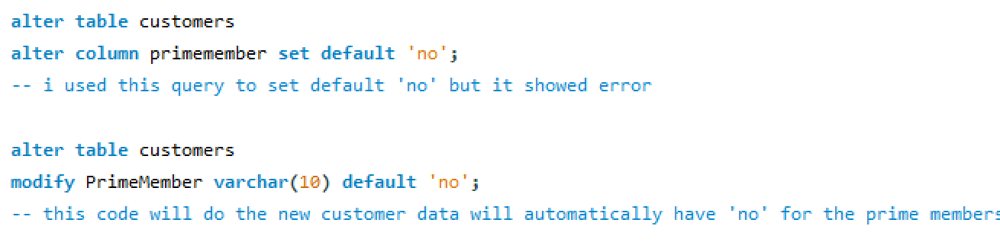 alter table customers
alter column primemember set default 'no';
-- i used this query to set default 'no' but it showed error
alter table customers
modify PrimeMember varchar(10) default 'no';
-- this code will do the new customer data will automatically have 'no' for the prime members